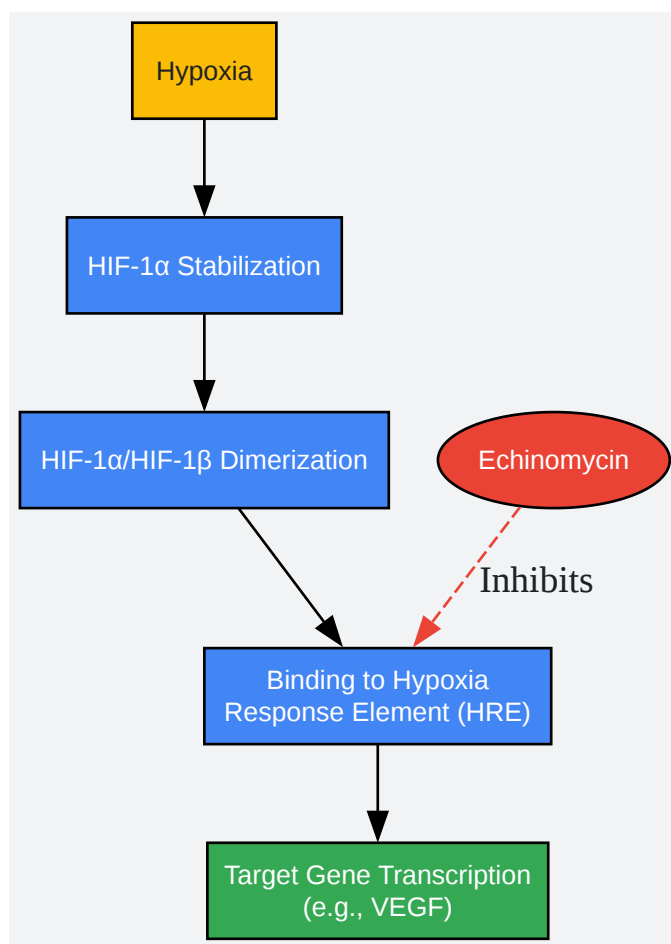 Hypoxia
HIF-1α Stabilization
HIF-1α/HIF-1β Dimerization
Echinomycin
Inhibits
Binding to Hypoxia
Response Element (HRE)
Target Gene Transcription
(e.g., VEGF)